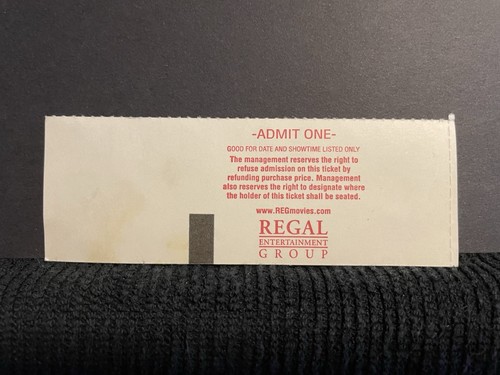 -ADMIT ONE-
GOOD FOR DATE AND SHOWTIME LISTED ONLY
The management reserves the right to
refuse admission on this ticket by
refunding purchase price. Management
also reserves the right to designate where
the holder of this ticket shall be seated.
www.REGmovies.com
REGAL
ENTERTAINMENT
GROUP